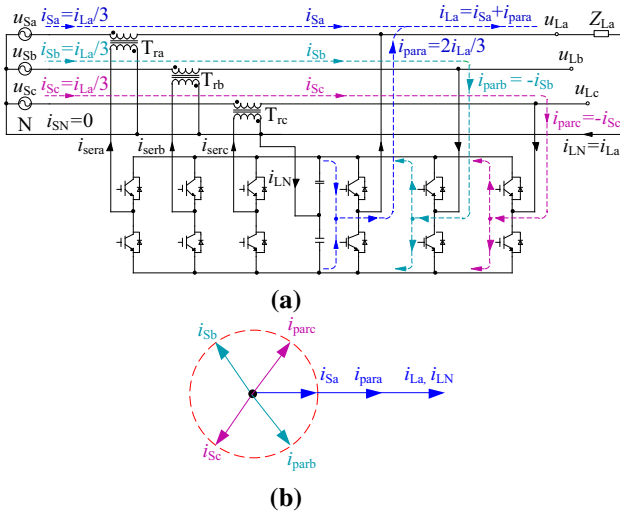 u_Sa i_Sa=i_La/3 i_Sa i_La=i_Sa+i_para u_La Z_La
T_ra i_para=2i_La/3
u_Sb i_Sb=i_La/3 i_Sb u_Lb
T_rb
u_Sc i_Sc=i_La/3 i_Sc i_parb= -i_Sb u_Lc
T_rc
N i_SN=0 i_parc=-i_Sc
i_sera i_serb i_serc i_LN i_LN=i_La
(a)
i_Sb i_parc
i_Sa i_para i_La, i_LN
i_Sc i_parb
(b)